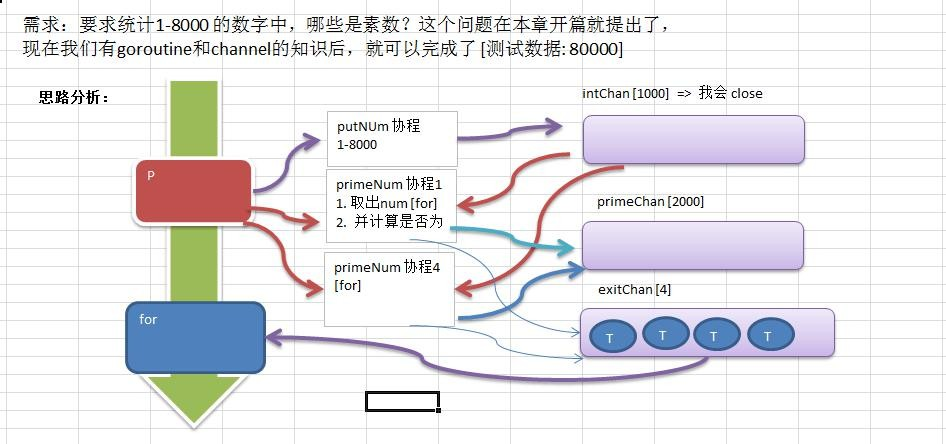 需求：要求统计1-8000 的数字中，哪些是素数？这个问题在本章开篇就提出了，
现在我们有goroutine和channel的知识后，就可以完成了 [测试数据: 80000]
思路分析：
intChan [1000] => 我会 close
putNUm 协程
1-8000
P
primeNum 协程1
1. 取出num [for]
2. 并计算是否为
primeChan [2000]
primeNum 协程4
[for]
exitChan [4]
for
T
T
T
T